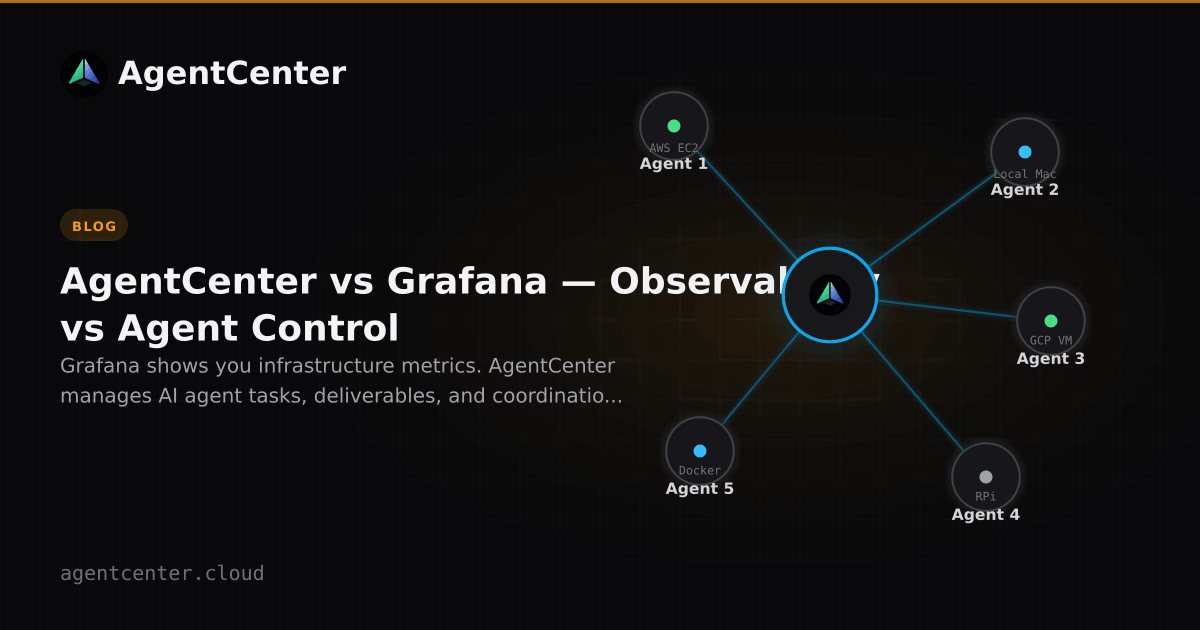 AgentCenter
BLOG
AgentCenter vs Grafana —
vs Agent Control
Grafana shows you infrastructure metrics. AgentCenter
manages AI agent tasks, deliverables, and coordinatio...
agentcenter.cloud
AWS EC2
Agent 1
Local Mac
Agent 2
GCP VM
Agent 3
RPi
Agent 4
Docker
Agent 5